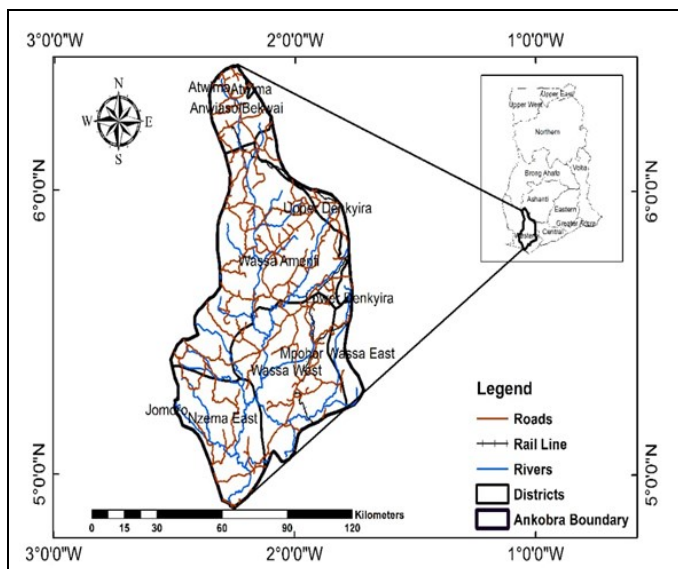 3°0'0"W 2°0'0"W 1°0'0"W
N
W E
S
Atwima
Atwima
Anwiaso/Bekwai
6°0'0"N
Upper Denkyira
Wassa Amenfi
Lower Denkyira
Mpohor Wassa East
Wassa West
Jomoro
Nzema East
5°0'0"N
Upper East
Upper West
Northern
Brong Ahafo
Volta
Ashanti
Eastern
Greater Accra
Central
Western
6°0'0"N
Legend
Roads
Rail Line
Rivers
Districts
Ankobra Boundary
5°0'0"N
Kilometers
0 15 30 60 90 120
3°0'0"W 2°0'0"W 1°0'0"W